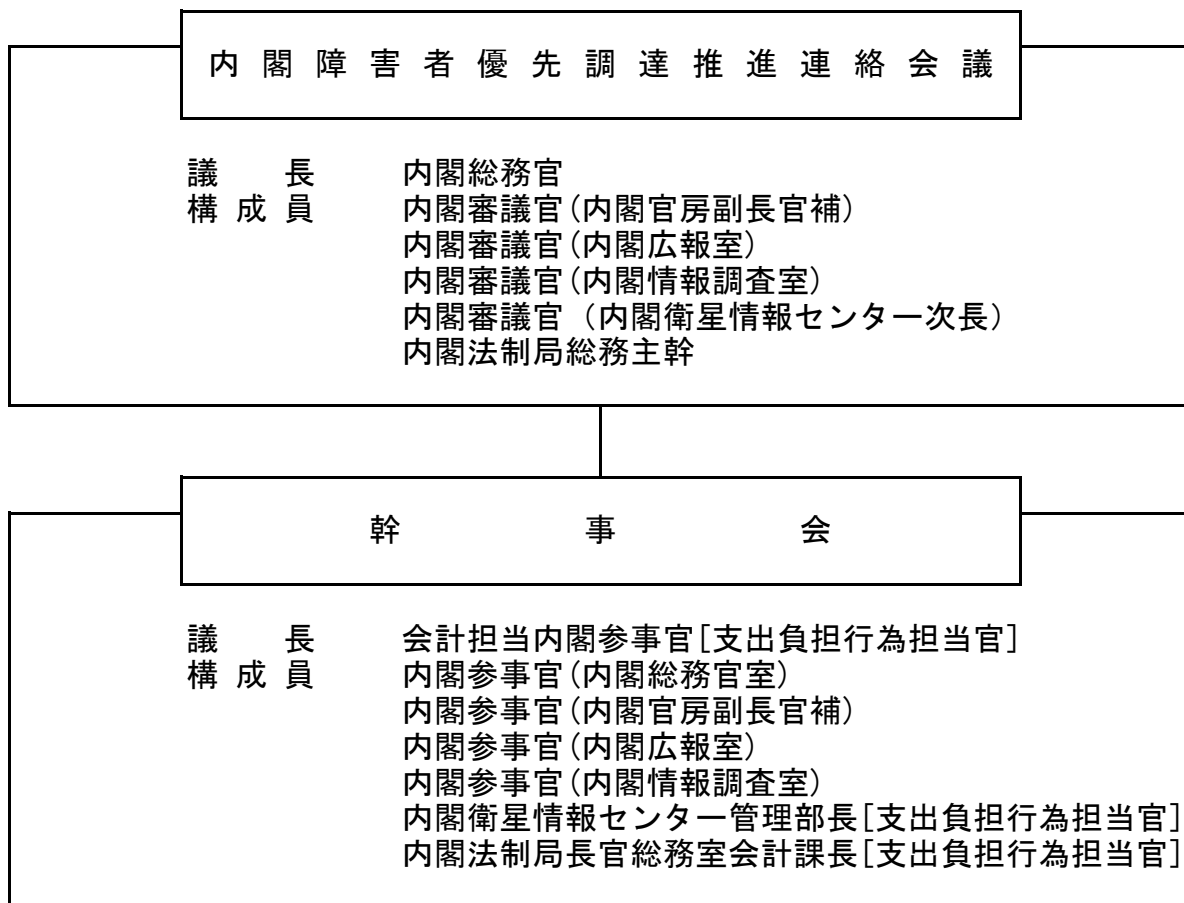 内閣障害者優先調達推進連絡会議
議長 内閣総務官
構成員 内閣審議官(内閣官房副長官補)
内閣審議官(内閣広報室)
内閣審議官(内閣情報調査室)
内閣審議官（内閣衛星情報センター次長）
内閣法制局総務主幹
幹事会
議長 会計担当内閣参事官[支出負担行為担当官]
構成員 内閣参事官(内閣総務官室)
内閣参事官(内閣官房副長官補)
内閣参事官(内閣広報室)
内閣参事官(内閣情報調査室)
内閣衛星情報センター管理部長[支出負担行為担当官]
内閣法制局長官総務室会計課長[支出負担行為担当官]